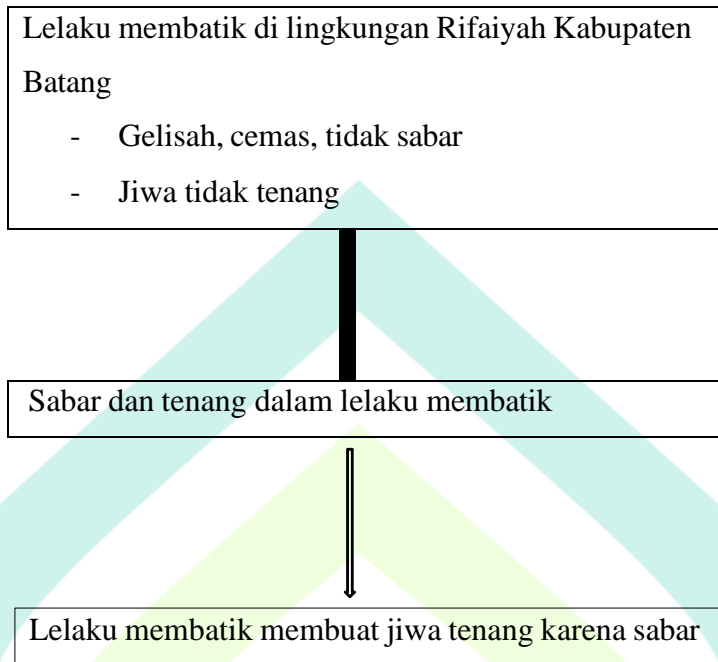 Lelaku membatik di lingkungan Rifaiyah Kabupaten
Batang
- Gelisah, cemas, tidak sabar
- Jiwa tidak tenang
Sabar dan tenang dalam lelaku membatik
Lelaku membatik membuat jiwa tenang karena sabar